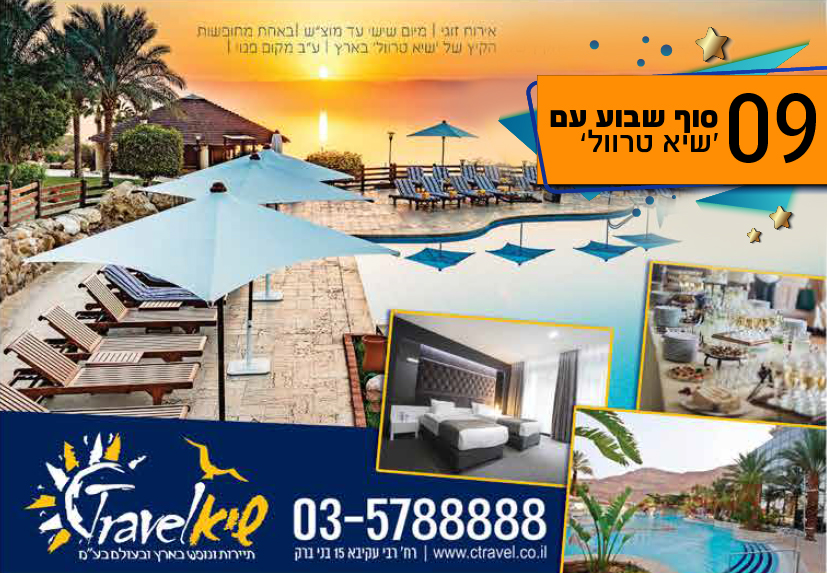 אירוח זוגי | מיום שישי עד מוצ״ש |באחת מחופשות
הקיץ של 'שיא טרוול' בארץ | ע״ב מקום פנוי |
09
סוף שבוע עם
'שיא טרוול'
Travel שיא
תיירות ונופש בארץ ובעולם בע״מ
03-5788888
רח' רבי עקיבא 15 בני ברק | www.ctravel.co.il